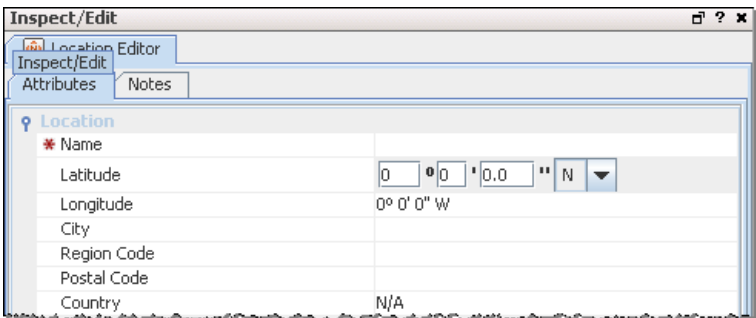 Inspect/Edit ?
Location Editor
Inspect/Edit
Attributes Notes
Location
* Name
Latitude 0 º 0 ' 0.0 " N
Longitude 0º 0' 0" W
City
Region Code
Postal Code
Country N/A